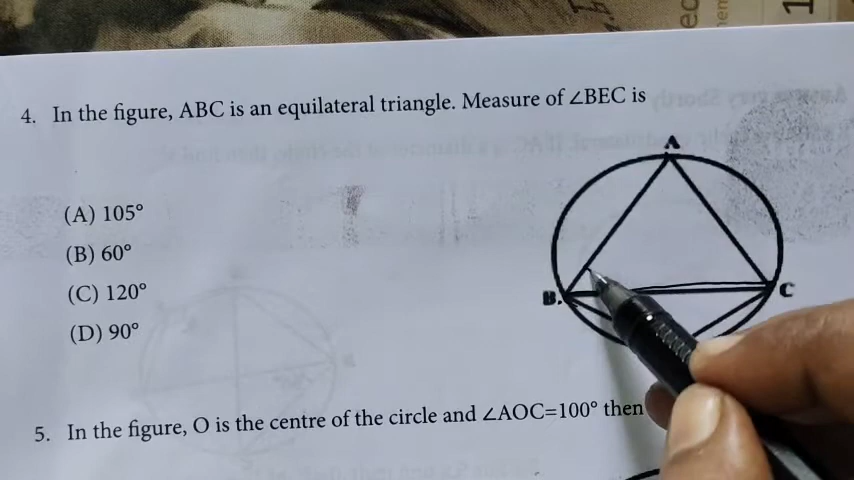 4. In the figure, ABC is an equilateral triangle. Measure of ∠BEC is
A
(A) 105°
(B) 60°
(C) 120°
(D) 90°
B.
C
5. In the figure, O is the centre of the circle and ∠AOC=100° then